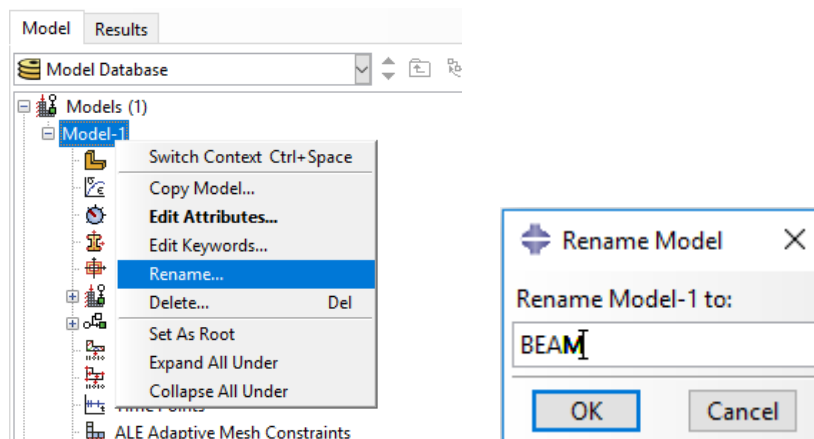 Model Results
Model Database
Models (1)
Model-1
Switch Context Ctrl+Space
Copy Model...
Edit Attributes...
Edit Keywords...
Rename...
Delete... Del
Set As Root
Expand All Under
Collapse All Under
ALE Adaptive Mesh Constraints
Rename Model
Rename Model-1 to:
BEAM
OK Cancel